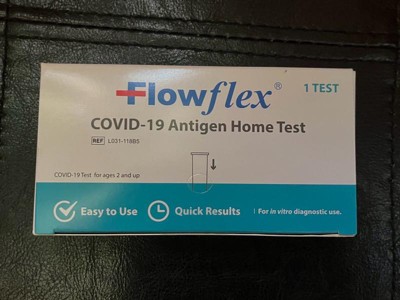 Flowflex®
1 TEST
COVID-19 Antigen Home Test
REF L031-118B5
COVID-19 Test for ages 2 and up
Easy to Use
Quick Results
For in vitro diagnostic use.